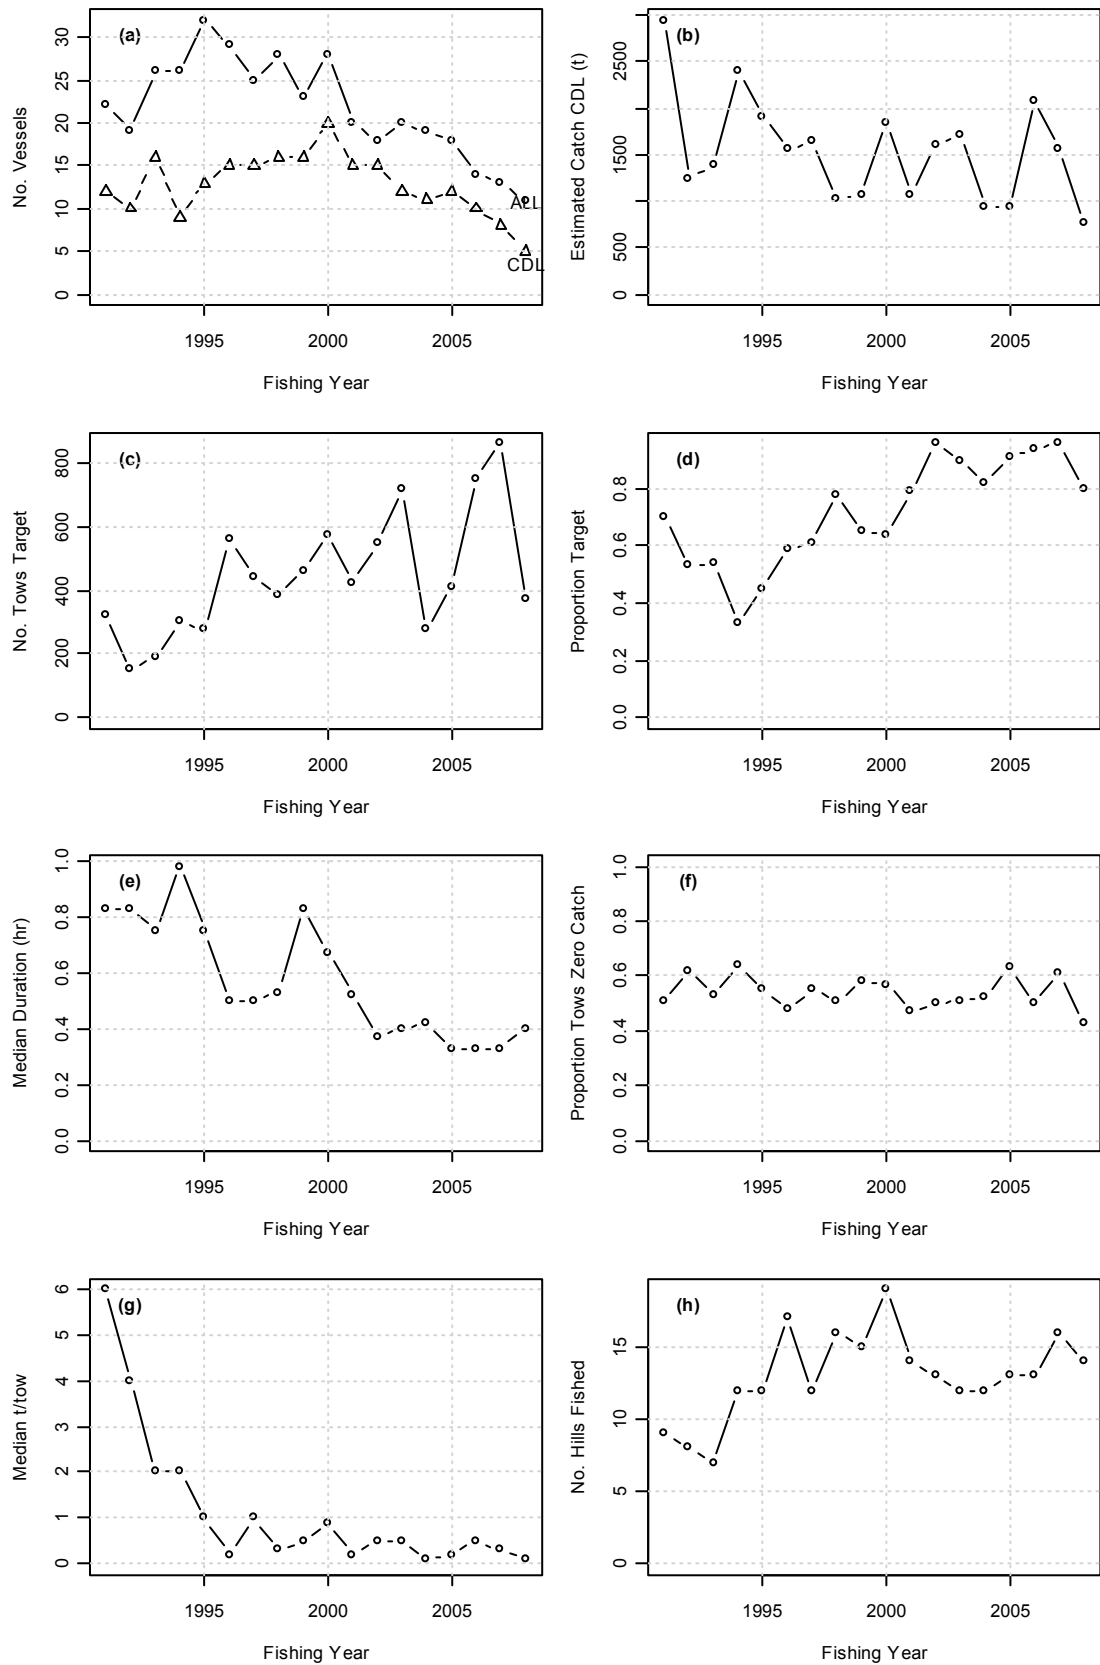 (a)
No. Vessels
30
25
20
15
10
5
0
ALL
CDL
1995 2000 2005
Fishing Year
(b)
Estimated Catch CDL (t)
2500
1500
500
0
1995 2000 2005
Fishing Year
(c)
No. Tows Target
800
600
400
200
0
1995 2000 2005
Fishing Year
(d)
Proportion Target
0.8
0.6
0.4
0.2
0.0
1995 2000 2005
Fishing Year
(e)
Median Duration (hr)
1.0
0.8
0.6
0.4
0.2
0.0
1995 2000 2005
Fishing Year
(f)
Proportion Tows Zero Catch
1.0
0.8
0.6
0.4
0.2
0.0
1995 2000 2005
Fishing Year
(g)
Median t/tow
6
5
4
3
2
1
0
1995 2000 2005
Fishing Year
(h)
No. Hills Fished
15
10
5
0
1995 2000 2005
Fishing Year